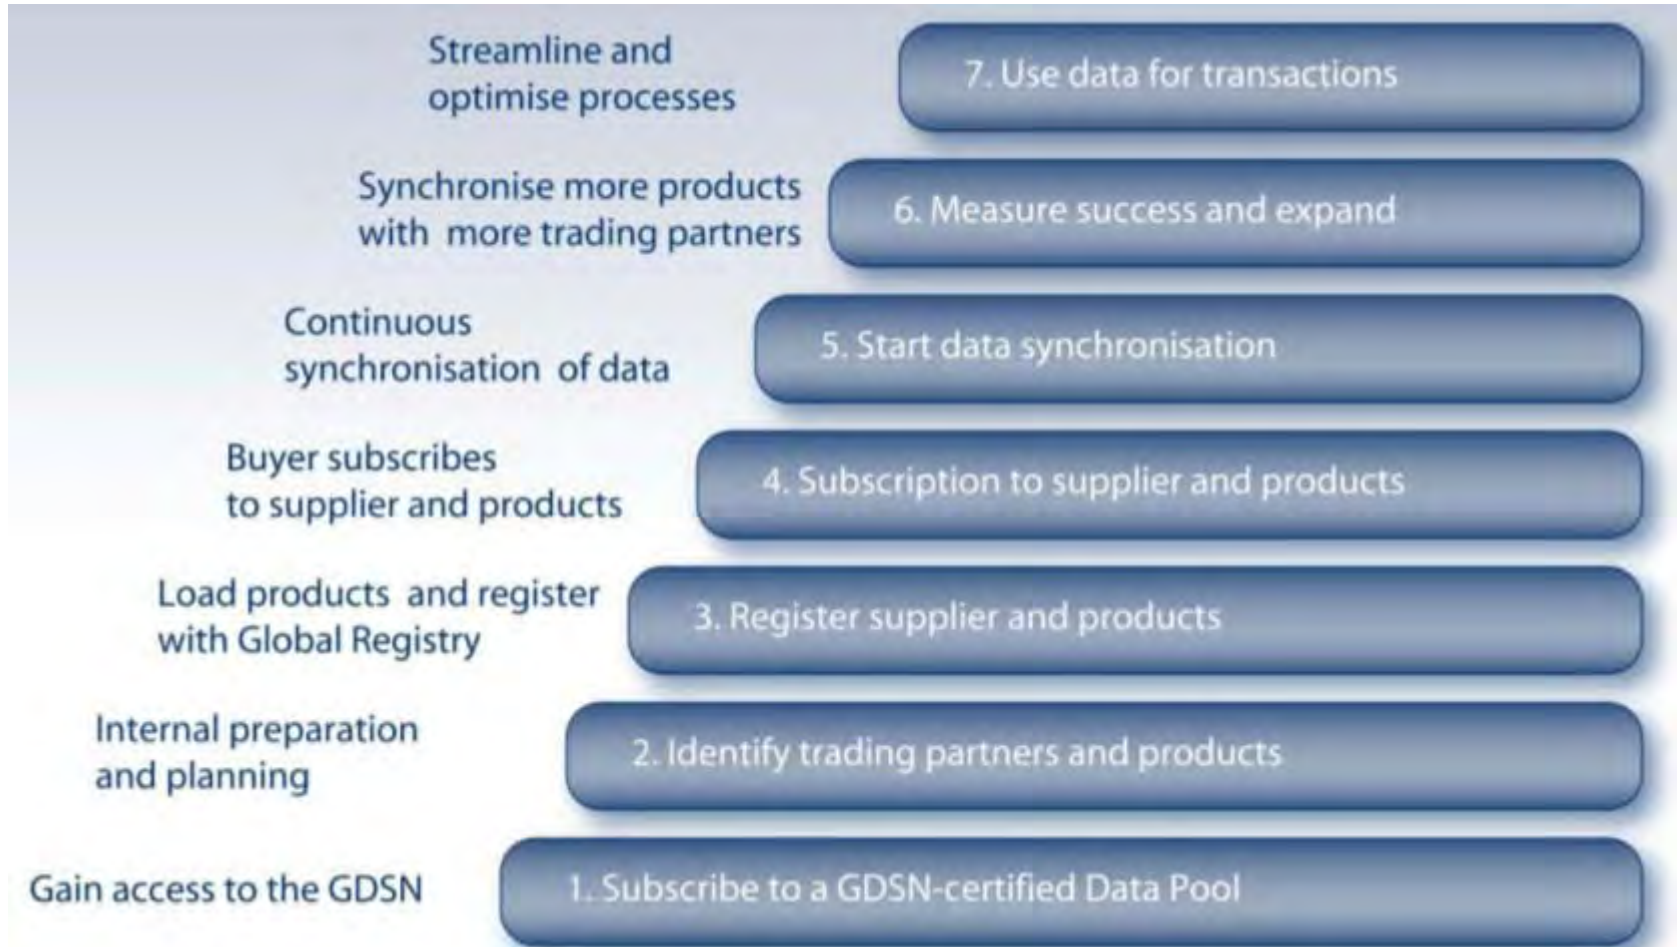 Streamline and
optimise processes
7. Use data for transactions
Synchronise more products
with more trading partners
6. Measure success and expand
Continuous
synchronisation of data
5. Start data synchronisation
Buyer subscribes
to supplier and products
4. Subscription to supplier and products
Load products and register
with Global Registry
3. Register supplier and products
Internal preparation
and planning
2. Identify trading partners and products
Gain access to the GDSN
1. Subscribe to a GDSN-certified Data Pool